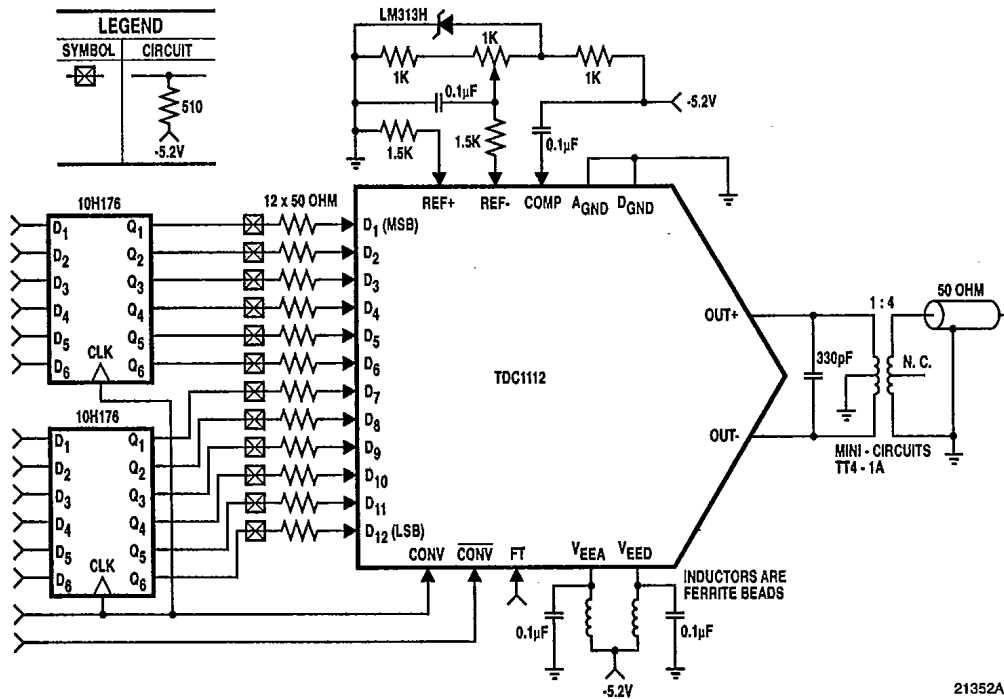 LEGEND
SYMBOL CIRCUIT
510
-5.2V
LM313H
1K
1K
1K
0.1µF
-5.2V
1.5K
1.5K
0.1µF
REF+ REF- COMP AGND DGND
10H176
D1 Q1
D2 Q2
D3 Q3
D4 Q4
D5 Q5
D6 Q6
CLK
12 x 50 OHM
D1 (MSB)
D2
D3
D4
D5
D6
D7
D8
D9
D10
D11
D12 (LSB)
TDC1112
10H176
D1 Q1
D2 Q2
D3 Q3
D4 Q4
D5 Q5
D6 Q6
CLK
CONV CONV FT VEEA VEED
OUT+
OUT-
330pF
1 : 4
N. C.
50 OHM
MINI - CIRCUITS
TT4 - 1A
INDUCTORS ARE
FERRITE BEADS
0.1µF
0.1µF
-5.2V
21352A